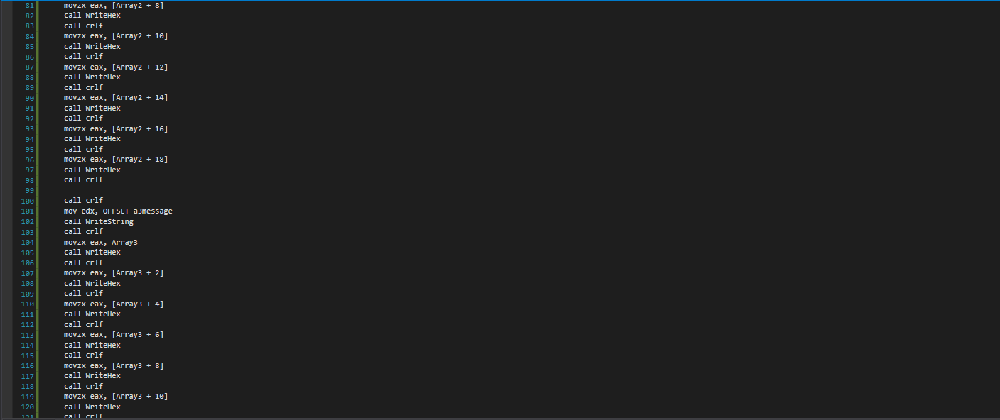 81 movzx eax, [Array2 + 8]
82 call WriteHex
83 call crlf
84 movzx eax, [Array2 + 10]
85 call WriteHex
86 call crlf
87 movzx eax, [Array2 + 12]
88 call WriteHex
89 call crlf
90 movzx eax, [Array2 + 14]
91 call WriteHex
92 call crlf
93 movzx eax, [Array2 + 16]
94 call WriteHex
95 call crlf
96 movzx eax, [Array2 + 18]
97 call WriteHex
98 call crlf
99
100 call crlf
101 mov edx, OFFSET a3message
102 call WriteString
103 call crlf
104 movzx eax, Array3
105 call WriteHex
106 call crlf
107 movzx eax, [Array3 + 2]
108 call WriteHex
109 call crlf
110 movzx eax, [Array3 + 4]
111 call WriteHex
112 call crlf
113 movzx eax, [Array3 + 6]
114 call WriteHex
115 call crlf
116 movzx eax, [Array3 + 8]
117 call WriteHex
118 call crlf
119 movzx eax, [Array3 + 10]
120 call WriteHex
121 call crlf